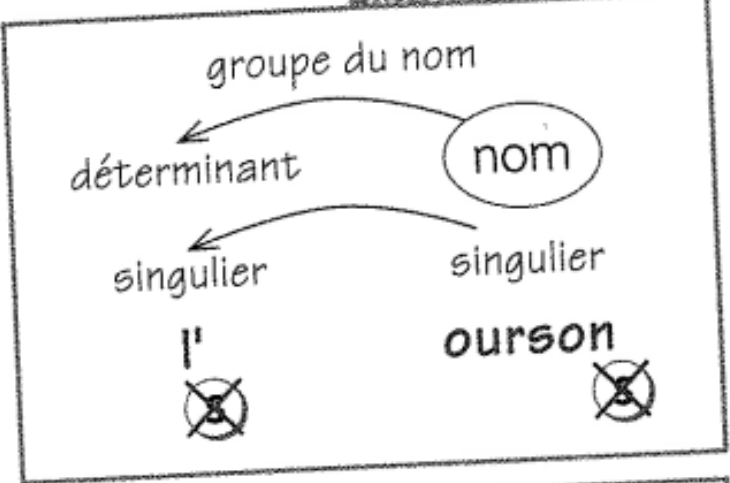 groupe du nom
déterminant nom
singulier singulier
l' ourson
s s